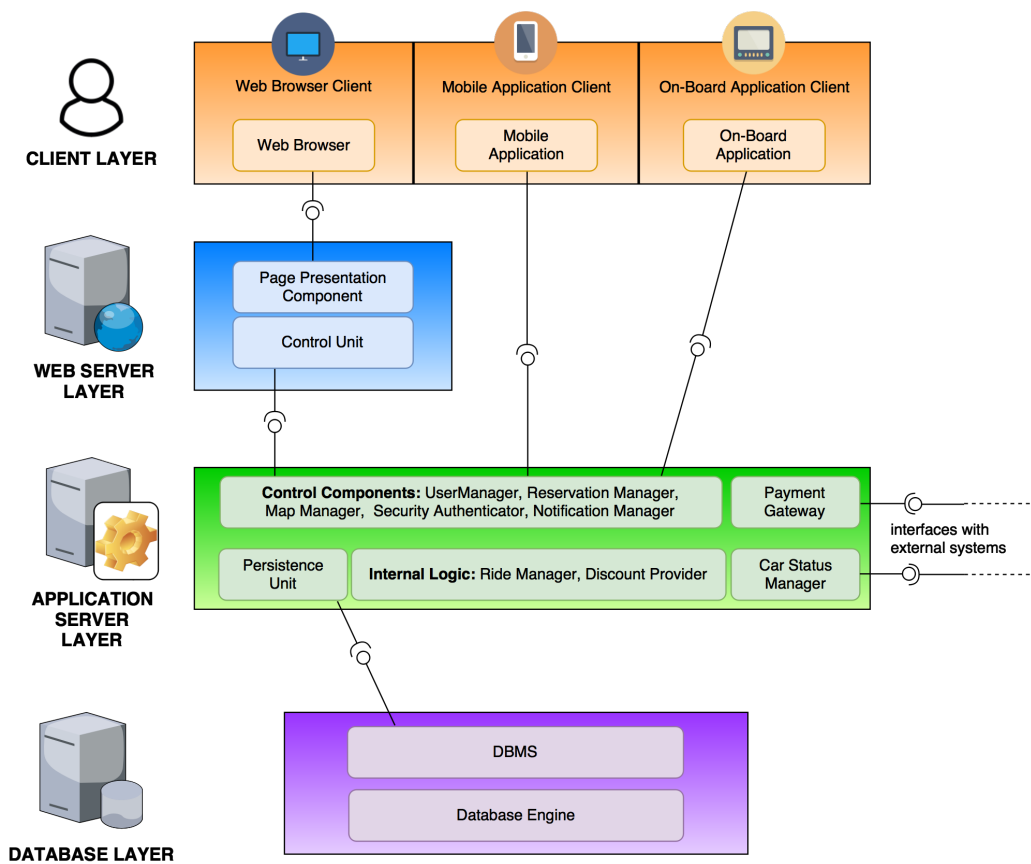 Web Browser Client
Mobile Application Client
On-Board Application Client
CLIENT LAYER
Web Browser
Mobile
Application
On-Board
Application
WEB SERVER
LAYER
Page Presentation
Component
Control Unit
APPLICATION
SERVER
LAYER
Control Components: UserManager, Reservation Manager,
Map Manager, Security Authenticator, Notification Manager
Payment
Gateway
interfaces with
external systems
Persistence
Unit
Internal Logic: Ride Manager, Discount Provider
Car Status
Manager
DATABASE LAYER
DBMS
Database Engine